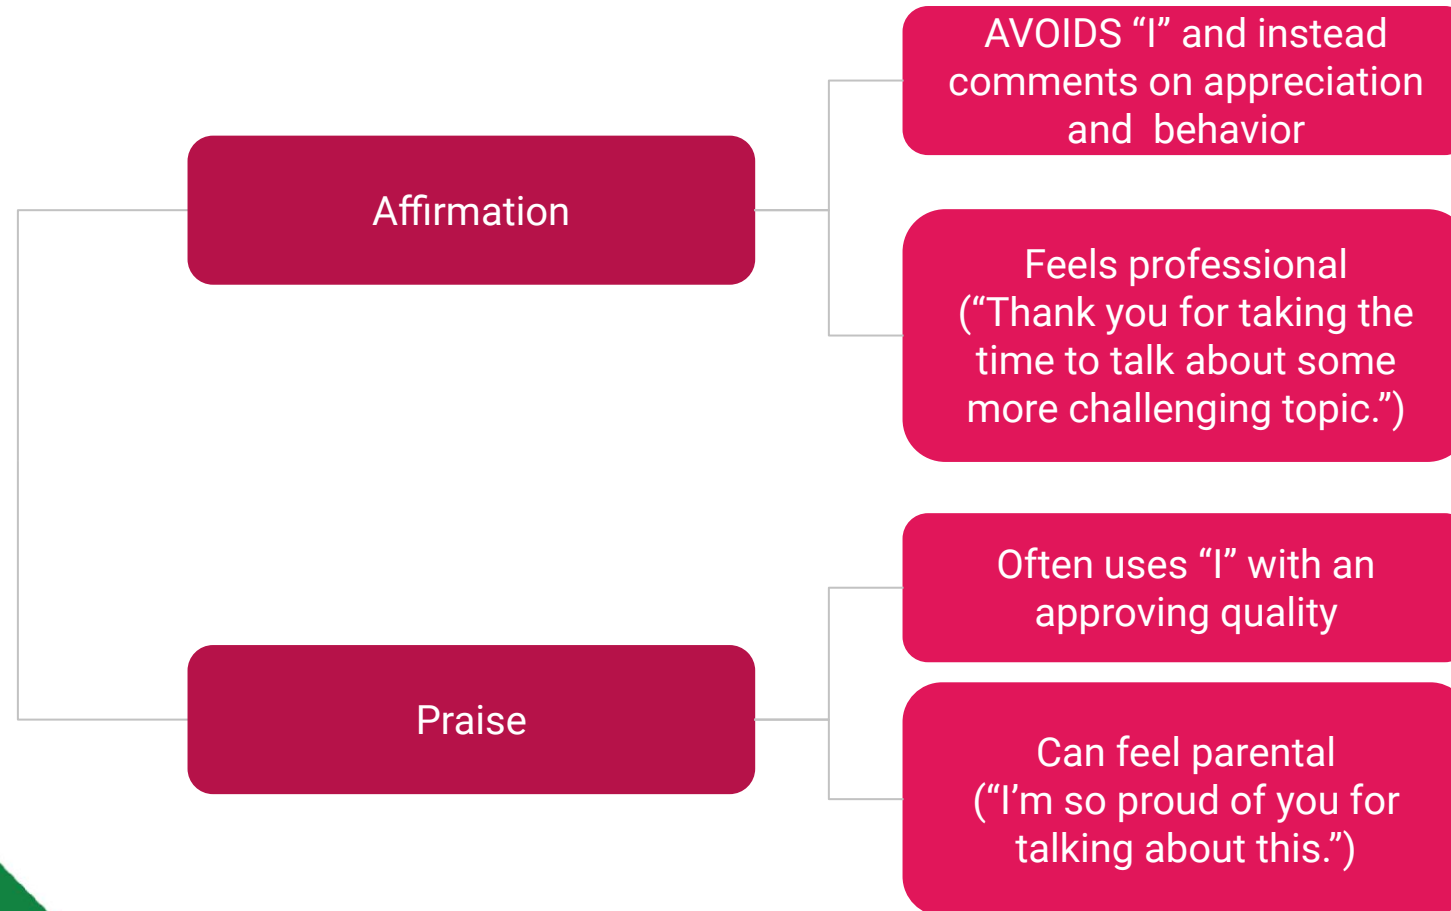 Affirmation
AVOIDS “I” and instead
comments on appreciation
and  behavior
Feels professional
(“Thank you for taking the
time to talk about some
more challenging topic.”)
Praise
Often uses “I” with an
approving quality
Can feel parental
(“I’m so proud of you for
talking about this.”)